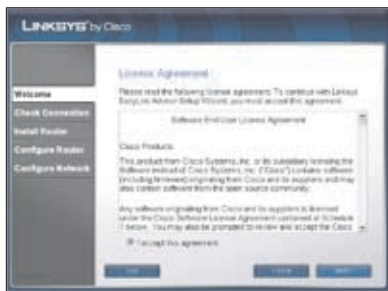 LINKSYS by Cisco
License Agreement
Please read the following license agreement. To continue with Linksys
EasyLink Advisor Setup Wizard, you must accept this agreement.
Welcome
Check Connection
Install Router
Configure Router
Configure Network
Software End User License Agreement
Cisco Products:
This product from Cisco Systems, Inc. or its subsidiary licensing the
Software instead of Cisco Systems, Inc. ("Cisco") contains software
(including firmware) originating from Cisco and its suppliers and may
also contain software from the open source community.
Any software originating from Cisco and its suppliers is licensed
under the Cisco Software License Agreement contained at Schedule
1 below. You may also be prompted to review and accept the Cisco
I accept this agreement